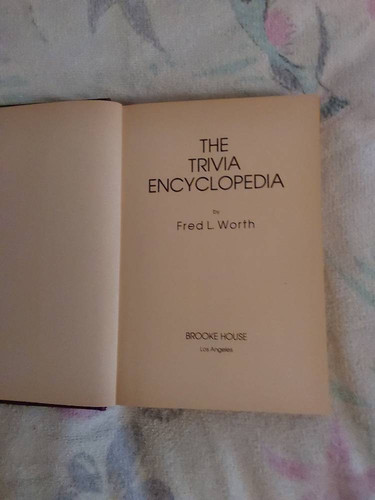 THE
TRIVIA
ENCYCLOPEDIA
by
Fred L. Worth
BROOKE HOUSE
Los Angeles